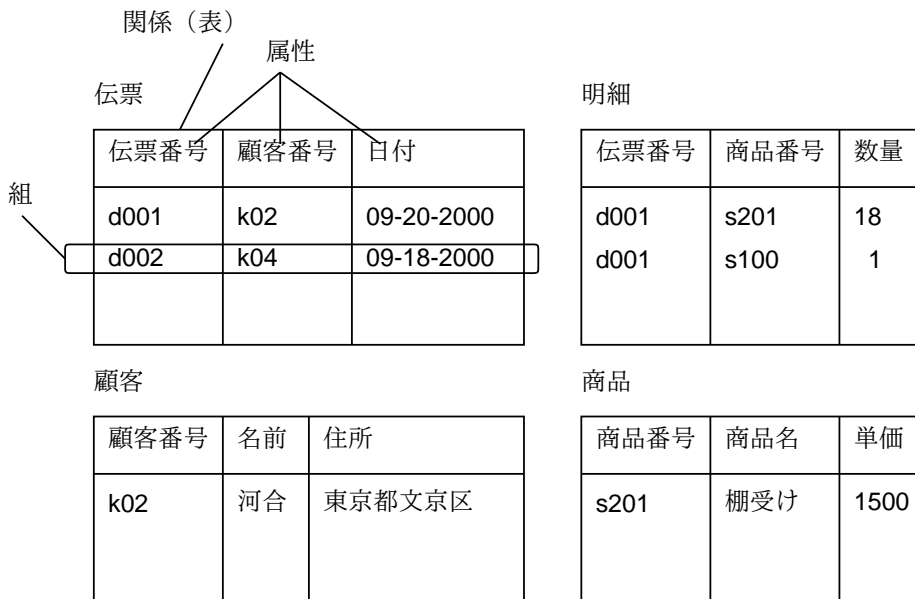 関係（表）
属性
伝票
伝票番号 顧客番号 日付
組
d001 k02 09-20-2000
d002 k04 09-18-2000
明細
伝票番号 商品番号 数量
d001 s201 18
d001 s100 1
顧客
顧客番号 名前 住所
k02 河合 東京都文京区
商品
商品番号 商品名 単価
s201 棚受け 1500